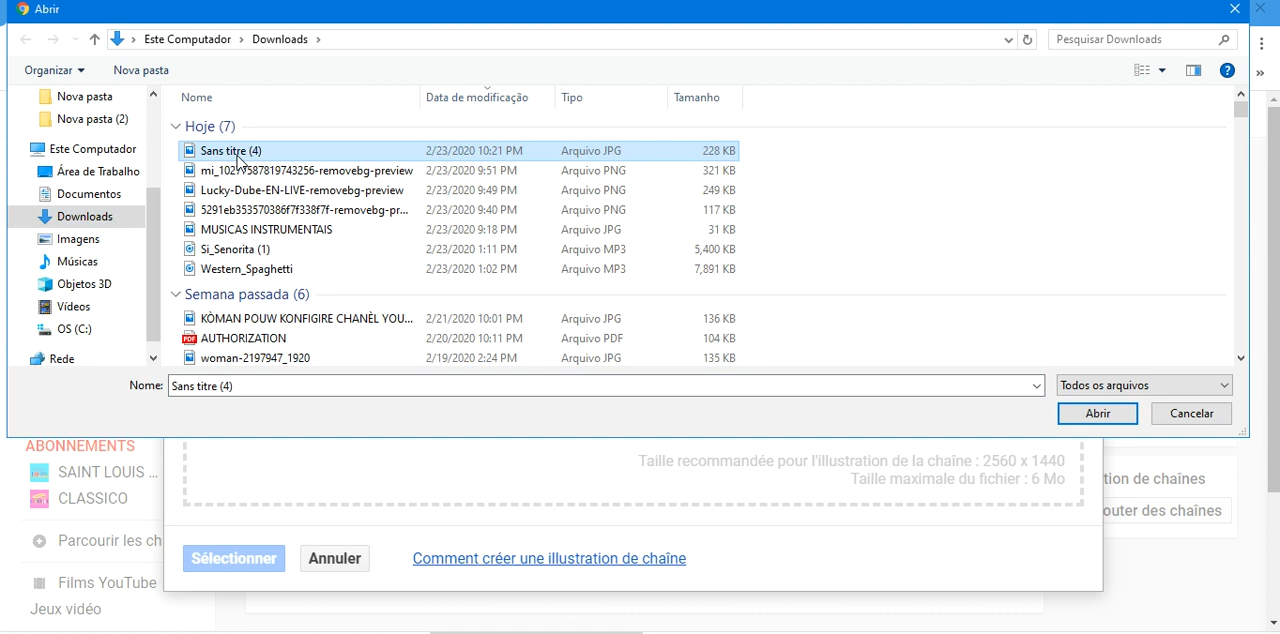 Abrir
Este Computador › Downloads ›
Pesquisar Downloads
Organizar
Nova pasta
Nova pasta
Nova pasta (2)
Este Computador
Área de Trabalho
Documentos
Downloads
Imagens
Músicas
Objetos 3D
Vídeos
OS (C:)
Rede
Nome Data de modificação Tipo Tamanho
Hoje (7)
Sans titre (4) 2/23/2020 10:21 PM Arquivo JPG 228 KB
2/23/2020 9:51 PM Arquivo PNG 321 KB
Lucky-Dube-EN-LIVE-removebg-preview 2/23/2020 9:49 PM Arquivo PNG 249 KB
5291eb353570386f7f338f7f-removebg-pr... 2/23/2020 9:40 PM Arquivo PNG 117 KB
MUSICAS INSTRUMENTAIS 2/23/2020 9:18 PM Arquivo JPG 31 KB
Si_Senorita (1) 2/23/2020 1:11 PM Arquivo MP3 5,400 KB
Western_Spaghetti 2/23/2020 1:02 PM Arquivo MP3 7,891 KB
Semana passada (6)
KÒMAN POUW KONFIGIRE CHANÈL YOU... 2/21/2020 10:01 PM Arquivo JPG 136 KB
AUTHORIZATION 2/20/2020 10:11 PM Arquivo PDF 104 KB
woman-2197947_1920 2/19/2020 2:24 PM Arquivo JPG 135 KB
Nome: Sans titre (4) Todos os arquivos
Abrir Cancelar
ABONNEMENTS
SAINT LOUIS ...
CLASSICO
Parcourir les ch
Films YouTube
Jeux vidéo
Taille recommandée pour l'illustration de la chaîne : 2560 x 1440
Taille maximale du fichier : 6 Mo
Sélectionner Annuler Comment créer une illustration de chaîne
tion de chaînes
outer des chaînes